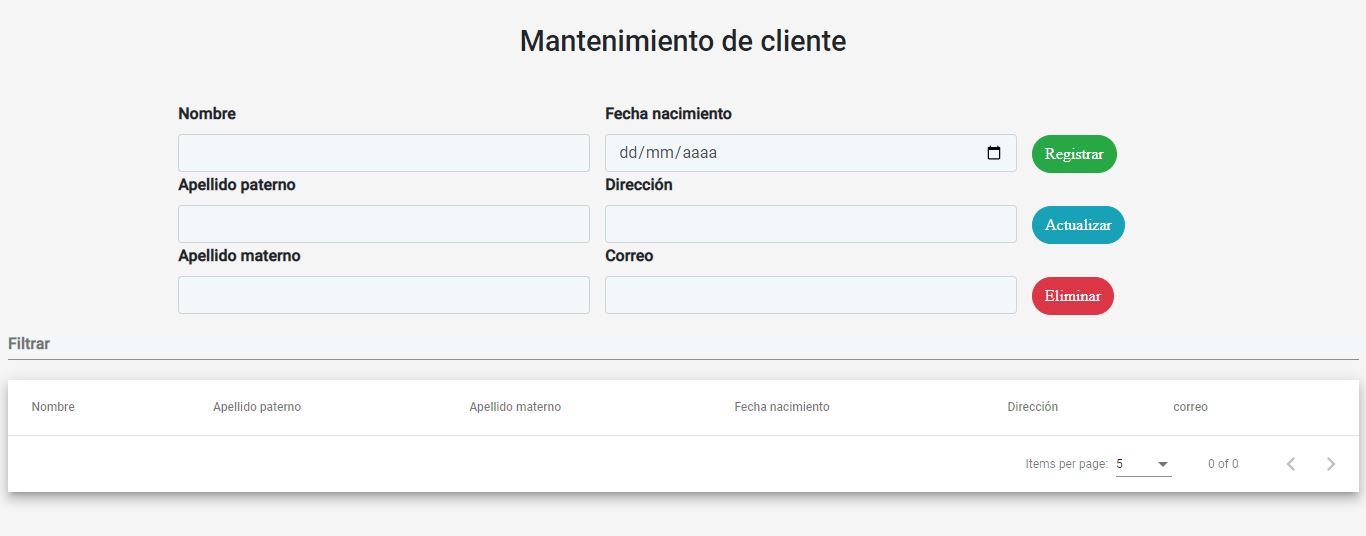 Mantenimiento de cliente
Nombre Fecha nacimiento
dd/mm/aaaa Registrar
Apellido paterno Dirección
Actualizar
Apellido materno Correo
Eliminar
Filtrar
Nombre Apellido paterno Apellido materno Fecha nacimiento Dirección correo
Items per page: 5 0 of 0